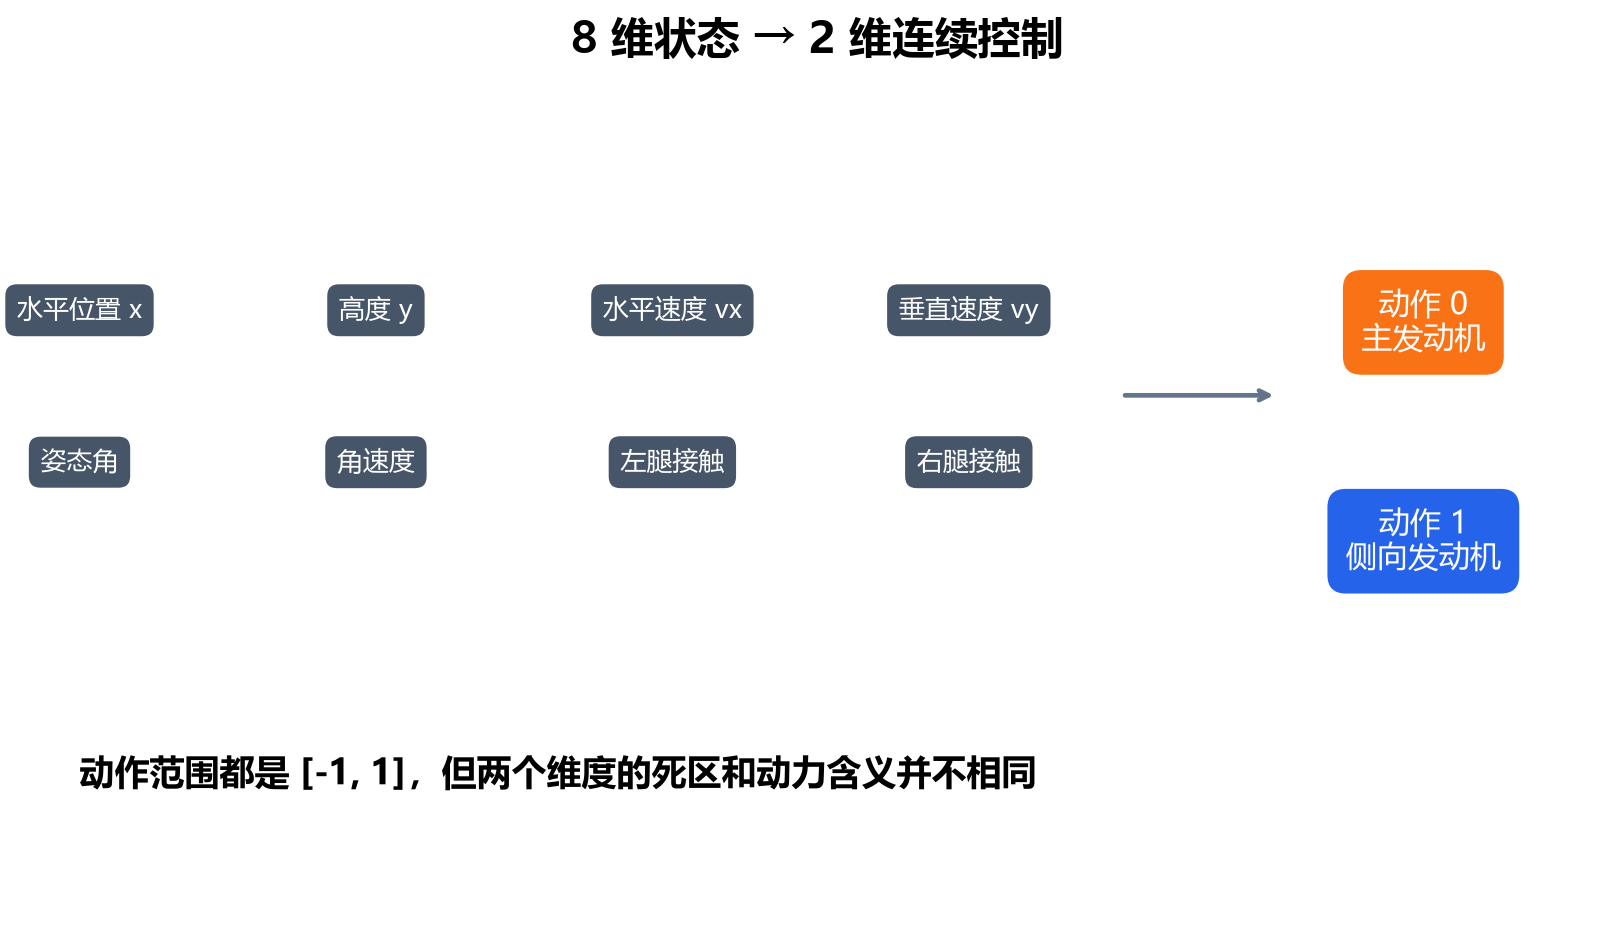 8 维状态 → 2 维连续控制
水平位置 x
高度 y
水平速度 vx
垂直速度 vy
姿态角
角速度
左腿接触
右腿接触
动作 0
主发动机
动作 1
侧向发动机
动作范围都是 [-1, 1]，但两个维度的死区和动力含义并不相同